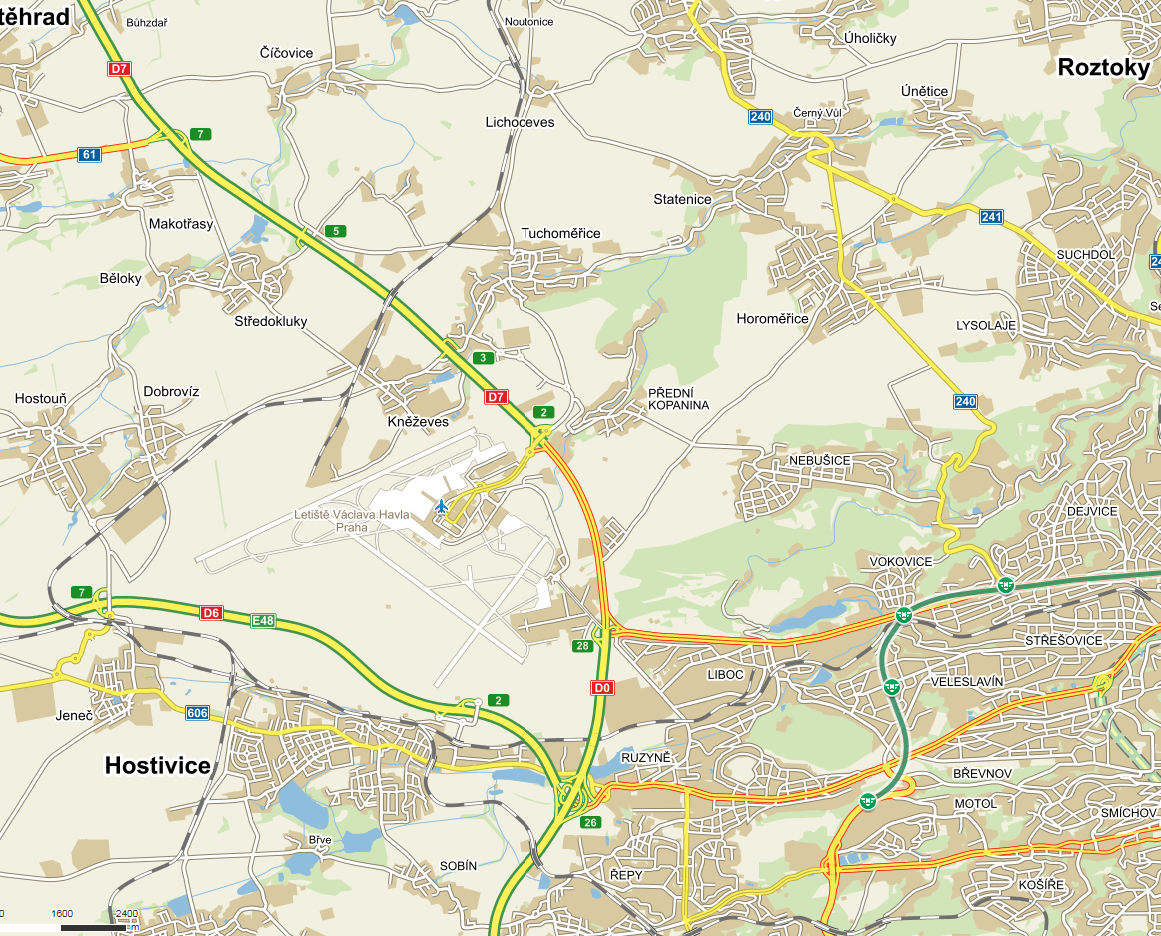 těhrad
Bůhzdař
Noutonice
Úholičky
Číčovice
Roztoky
D7
Únětice
240
Černý Vůl
Lichoceves
7
61
Statenice
241
Makotřasy
5
Tuchoměřice
SUCHDOL
24
Běloky
Se
Středokluky
Horoměřice
LYSOLAJE
3
Hostouň
Dobrovíz
D7
PŘEDNÍ
KOPANINA
240
2
Kněževes
NEBUŠICE
Letiště Václava Havla
Praha
DEJVICE
VOKOVICE
7
D6
E48
STŘEŠOVICE
28
LIBOC
VELESLAVÍN
D0
2
Jeneč
606
Hostivice
RUZYNĚ
BŘEVNOV
MOTOL
SMÍCHOV
26
Břve
SOBÍN
ŘEPY
KOŠÍŘE
0
1600
2400
m